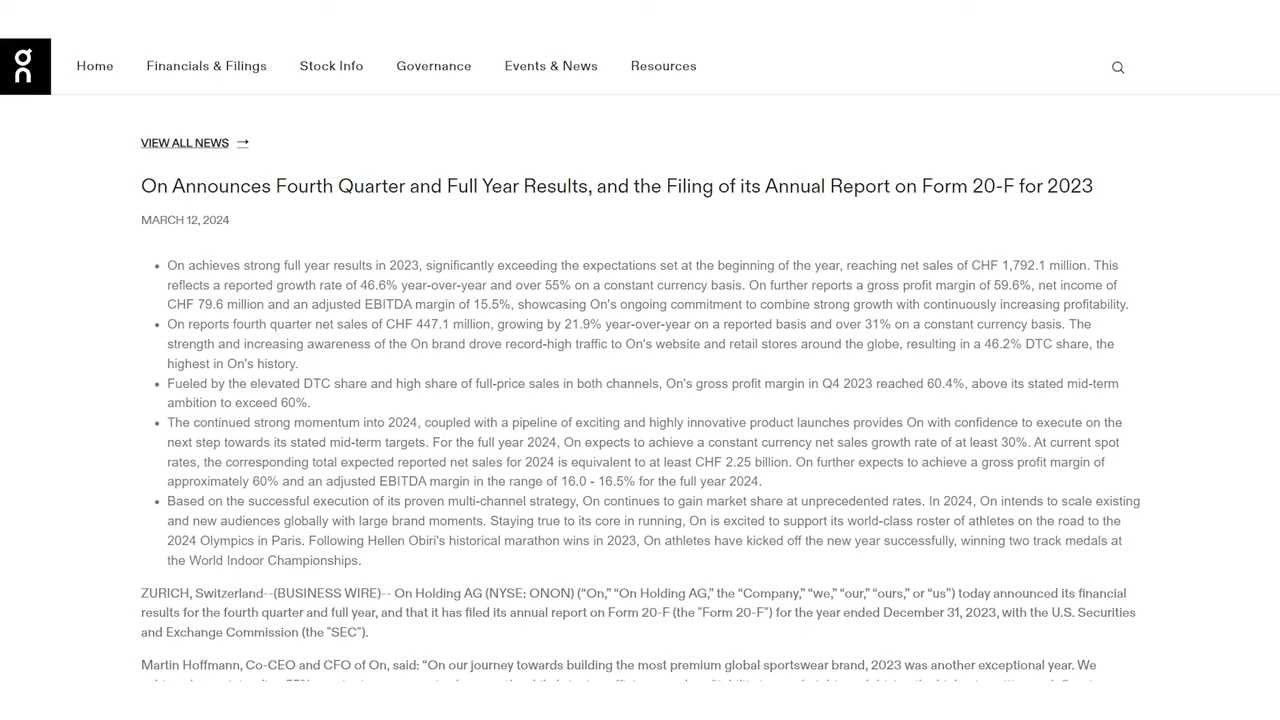 on
Home Financials & Filings Stock Info Governance Events & News Resources
VIEW ALL NEWS →
On Announces Fourth Quarter and Full Year Results, and the Filing of its Annual Report on Form 20-F for 2023
MARCH 12, 2024
• On achieves strong full year results in 2023, significantly exceeding the expectations set at the beginning of the year, reaching net sales of CHF 1,792.1 million. This
reflects a reported growth rate of 46.6% year-over-year and over 55% on a constant currency basis. On further reports a gross profit margin of 59.6%, net income of
CHF 79.6 million and an adjusted EBITDA margin of 15.5%, showcasing On's ongoing commitment to combine strong growth with continuously increasing profitability.
• On reports fourth quarter net sales of CHF 447.1 million, growing by 21.9% year-over-year on a reported basis and over 31% on a constant currency basis. The
strength and increasing awareness of the On brand drove record-high traffic to On's website and retail stores around the globe, resulting in a 46.2% DTC share, the
highest in On's history.
• Fueled by the elevated DTC share and high share of full-price sales in both channels, On's gross profit margin in Q4 2023 reached 60.4%, above its stated mid-term
ambition to exceed 60%.
• The continued strong momentum into 2024, coupled with a pipeline of exciting and highly innovative product launches provides On with confidence to execute on the
next step towards its stated mid-term targets. For the full year 2024, On expects to achieve a constant currency net sales growth rate of at least 30%. At current spot
rates, the corresponding total expected reported net sales for 2024 is equivalent to at least CHF 2.25 billion. On further expects to achieve a gross profit margin of
approximately 60% and an adjusted EBITDA margin in the range of 16.0 - 16.5% for the full year 2024.
• Based on the successful execution of its proven multi-channel strategy, On continues to gain market share at unprecedented rates. In 2024, On intends to scale existing
and new audiences globally with large brand moments. Staying true to its core in running, On is excited to support its world-class roster of athletes on the road to the
2024 Olympics in Paris. Following Hellen Obiri's historical marathon wins in 2023, On athletes have kicked off the new year successfully, winning two track medals at
the World Indoor Championships.
ZURICH, Switzerland--(BUSINESS WIRE)-- On Holding AG (NYSE: ONON) (“On,” “On Holding AG,” the “Company,” “we,” “our,” “ours,” or “us”) today announced its financial
results for the fourth quarter and full year, and that it has filed its annual report on Form 20-F (the "Form 20-F") for the year ended December 31, 2023, with the U.S. Securities
and Exchange Commission (the "SEC").
Martin Hoffmann, Co-CEO and CFO of On, said: “On our journey towards building the most premium global sportswear brand, 2023 was another exceptional year. We